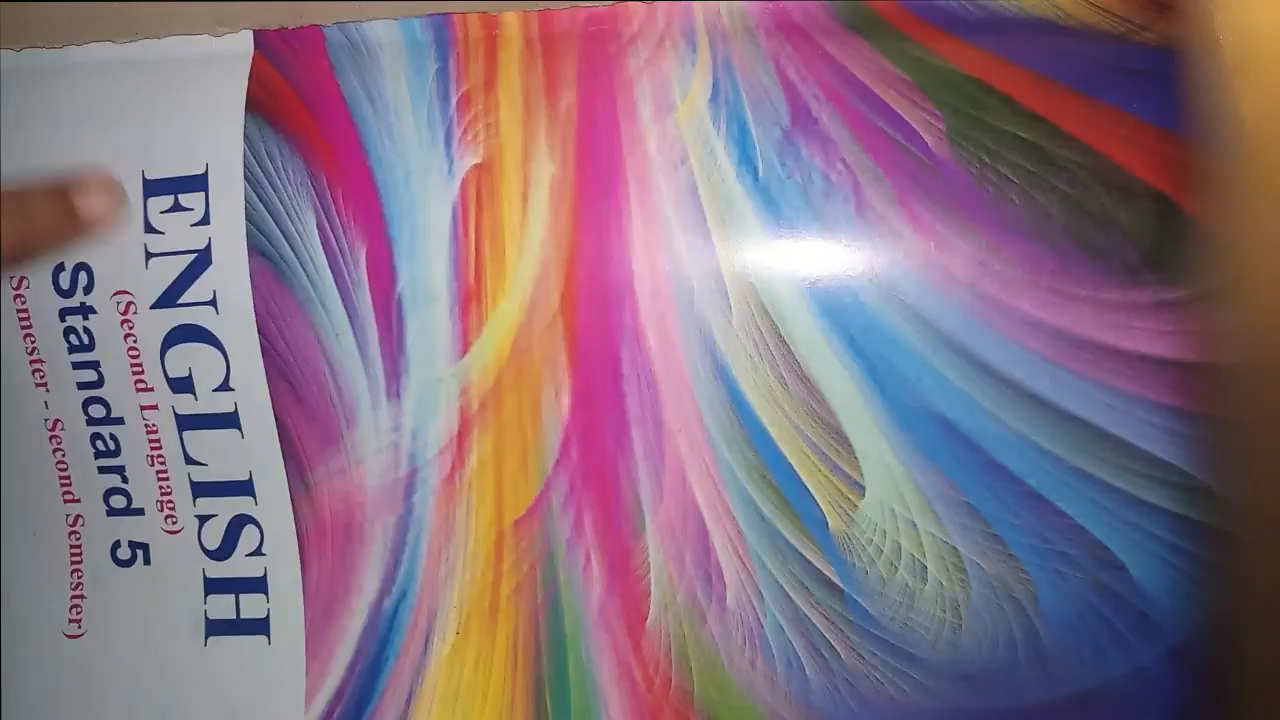 ENGLISH
(Second Language)
Standard 5
Semester - Second Semester)